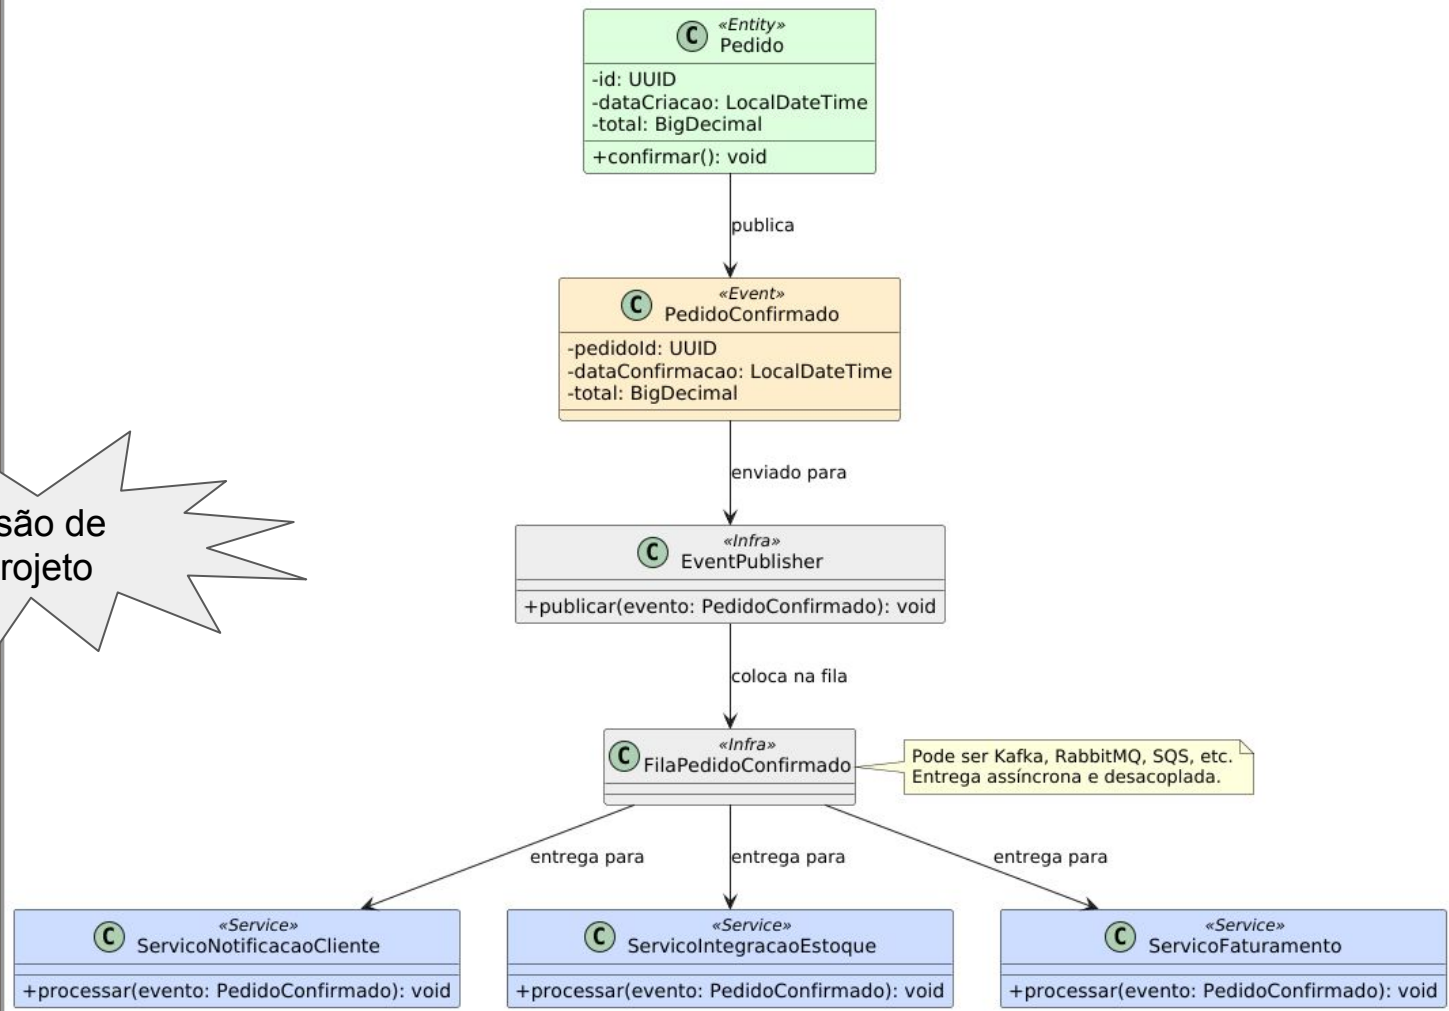 «Entity»
C Pedido
-id: UUID
-dataCriacao: LocalDateTime
-total: BigDecimal
+confirmar(): void
publica
«Event»
C PedidoConfirmado
-pedidoId: UUID
-dataConfirmacao: LocalDateTime
-total: BigDecimal
enviado para
são de
rojeto
«Infra»
C EventPublisher
+publicar(evento: PedidoConfirmado): void
coloca na fila
«Infra»
C FilaPedidoConfirmado
Pode ser Kafka, RabbitMQ, SQS, etc.
Entrega assíncrona e desacoplada.
entrega para
entrega para
entrega para
«Service»
C ServicoNotificacaoCliente
+processar(evento: PedidoConfirmado): void
«Service»
C ServicoIntegracaoEstoque
+processar(evento: PedidoConfirmado): void
«Service»
C ServicoFaturamento
+processar(evento: PedidoConfirmado): void